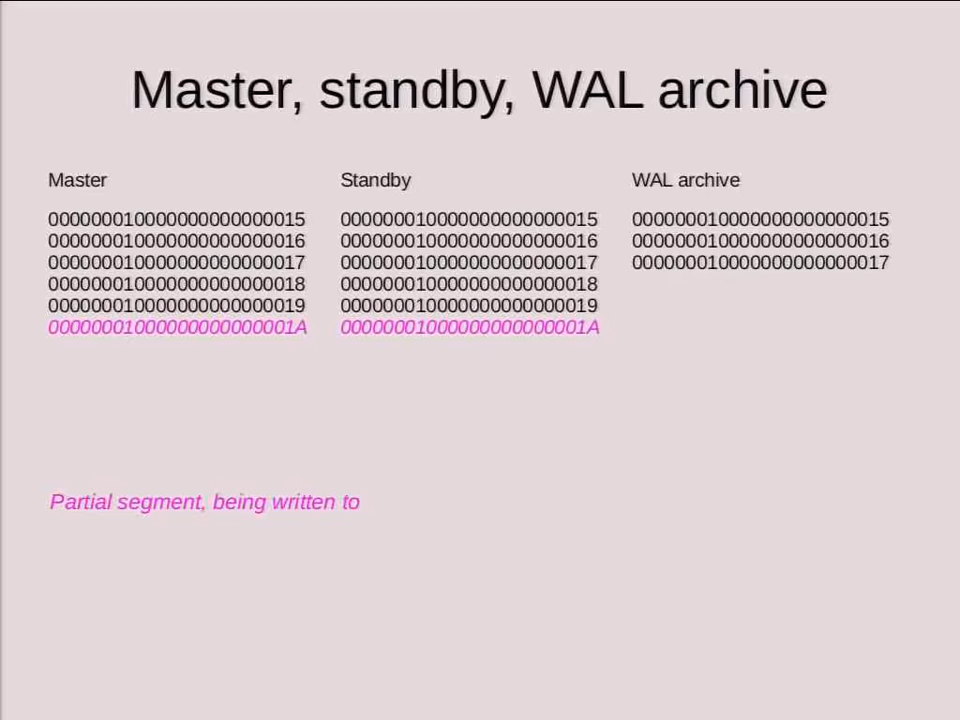 Master, standby, WAL archive
Master
000000010000000000000015
000000010000000000000016
000000010000000000000017
000000010000000000000018
000000010000000000000019
00000001000000000000001A
Standby
000000010000000000000015
000000010000000000000016
000000010000000000000017
000000010000000000000018
000000010000000000000019
00000001000000000000001A
WAL archive
000000010000000000000015
000000010000000000000016
000000010000000000000017
Partial segment, being written to